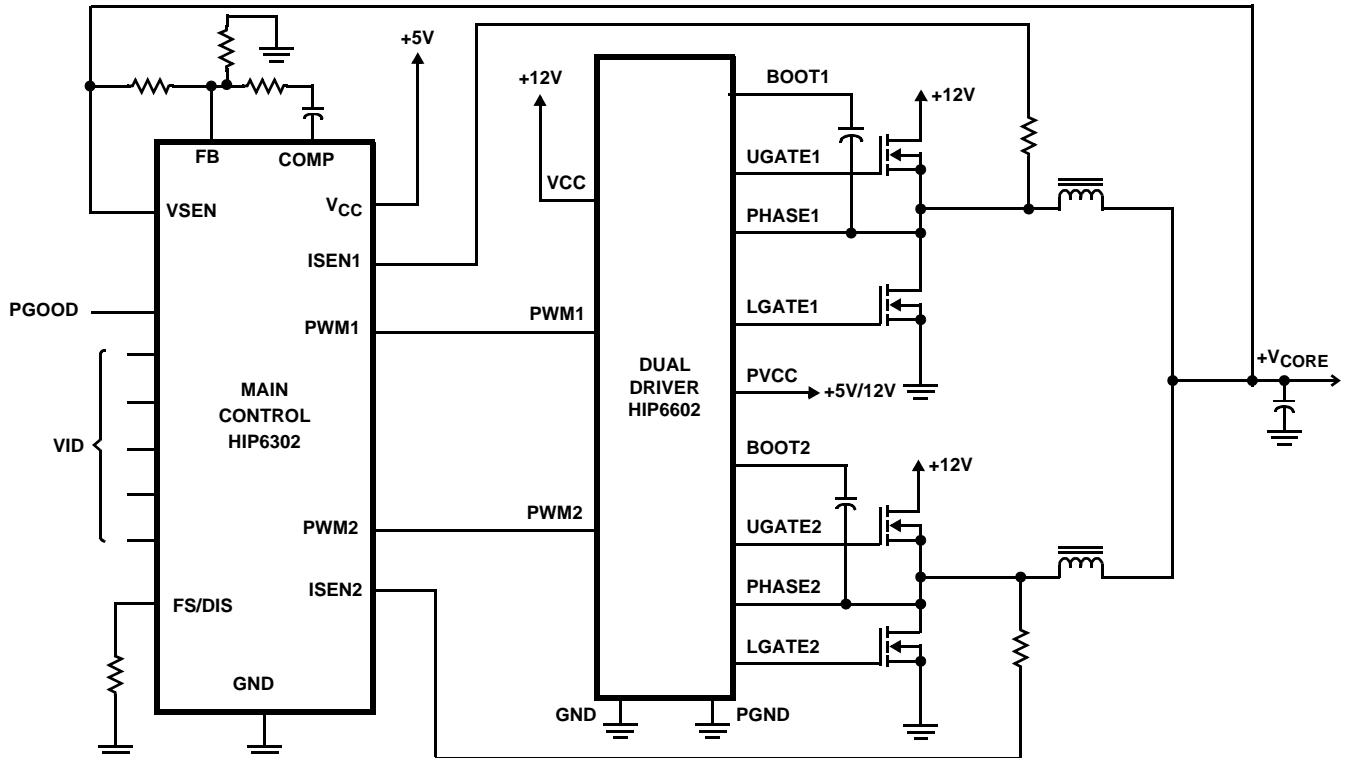 +5V
+12V
BOOT1
+12V
FB
COMP
UGATE1
VCC
VSEN
VCC
PHASE1
ISEN1
PGOOD
LGATE1
PWM1
PWM1
+VCORE
DUAL
DRIVER
HIP6602
PVCC
+5V/12V
MAIN
CONTROL
HIP6302
VID
BOOT2
+12V
PWM2
PWM2
UGATE2
ISEN2
PHASE2
FS/DIS
LGATE2
GND
GND
PGND